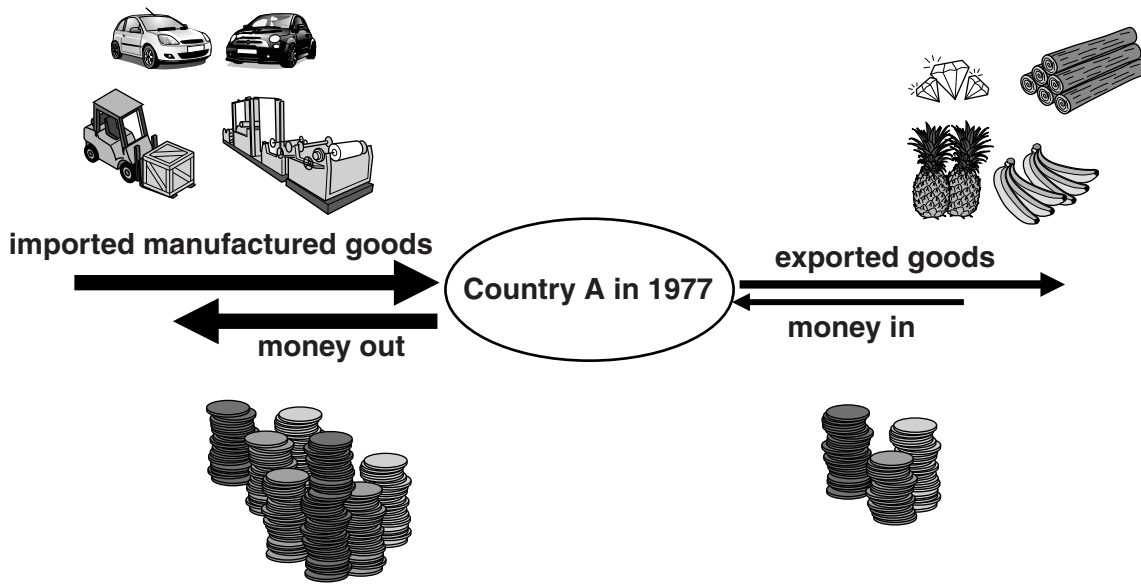 imported manufactured goods
money out
Country A in 1977
exported goods
money in